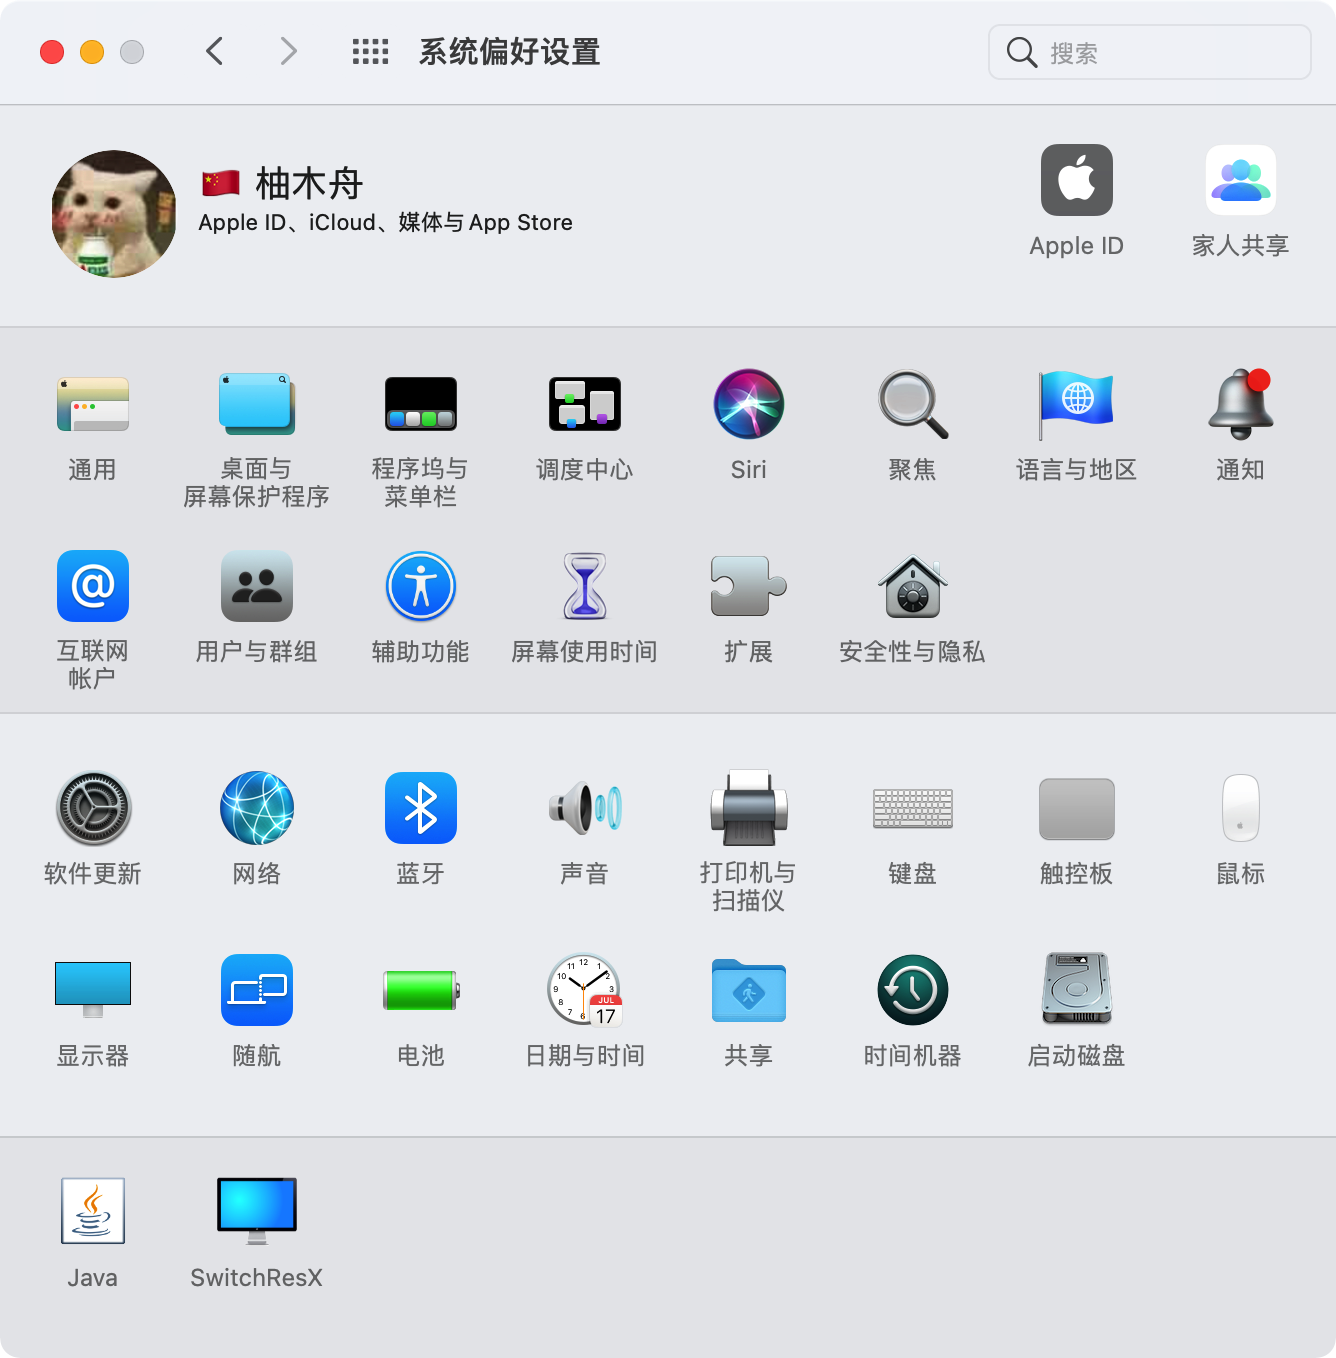 系统偏好设置
搜索
🇨🇳 柚木舟
Apple ID、iCloud、媒体与 App Store
Apple ID
家人共享
通用
桌面与
屏幕保护程序
程序坞与
菜单栏
调度中心
Siri
聚焦
语言与地区
通知
互联网
帐户
用户与群组
辅助功能
屏幕使用时间
扩展
安全性与隐私
软件更新
网络
蓝牙
声音
打印机与
扫描仪
键盘
触控板
鼠标
显示器
随航
电池
JUL
17
日期与时间
共享
时间机器
启动磁盘
Java
SwitchResX